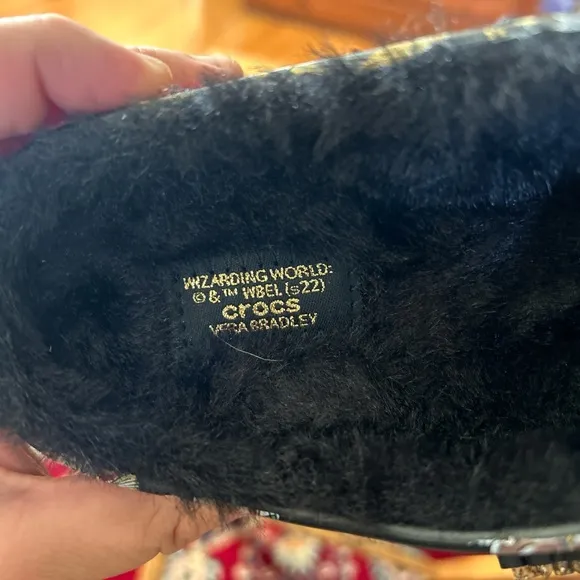 WIZARDING WORLD:
© & ™ WBEI. (s22)
crocs
VERA BRADLEY